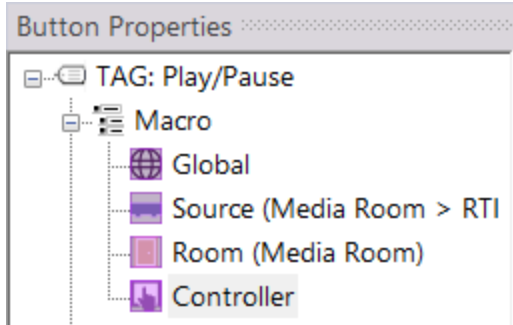 Button Properties
TAG: Play/Pause
Macro
Global
Source (Media Room > RTI
Room (Media Room)
Controller